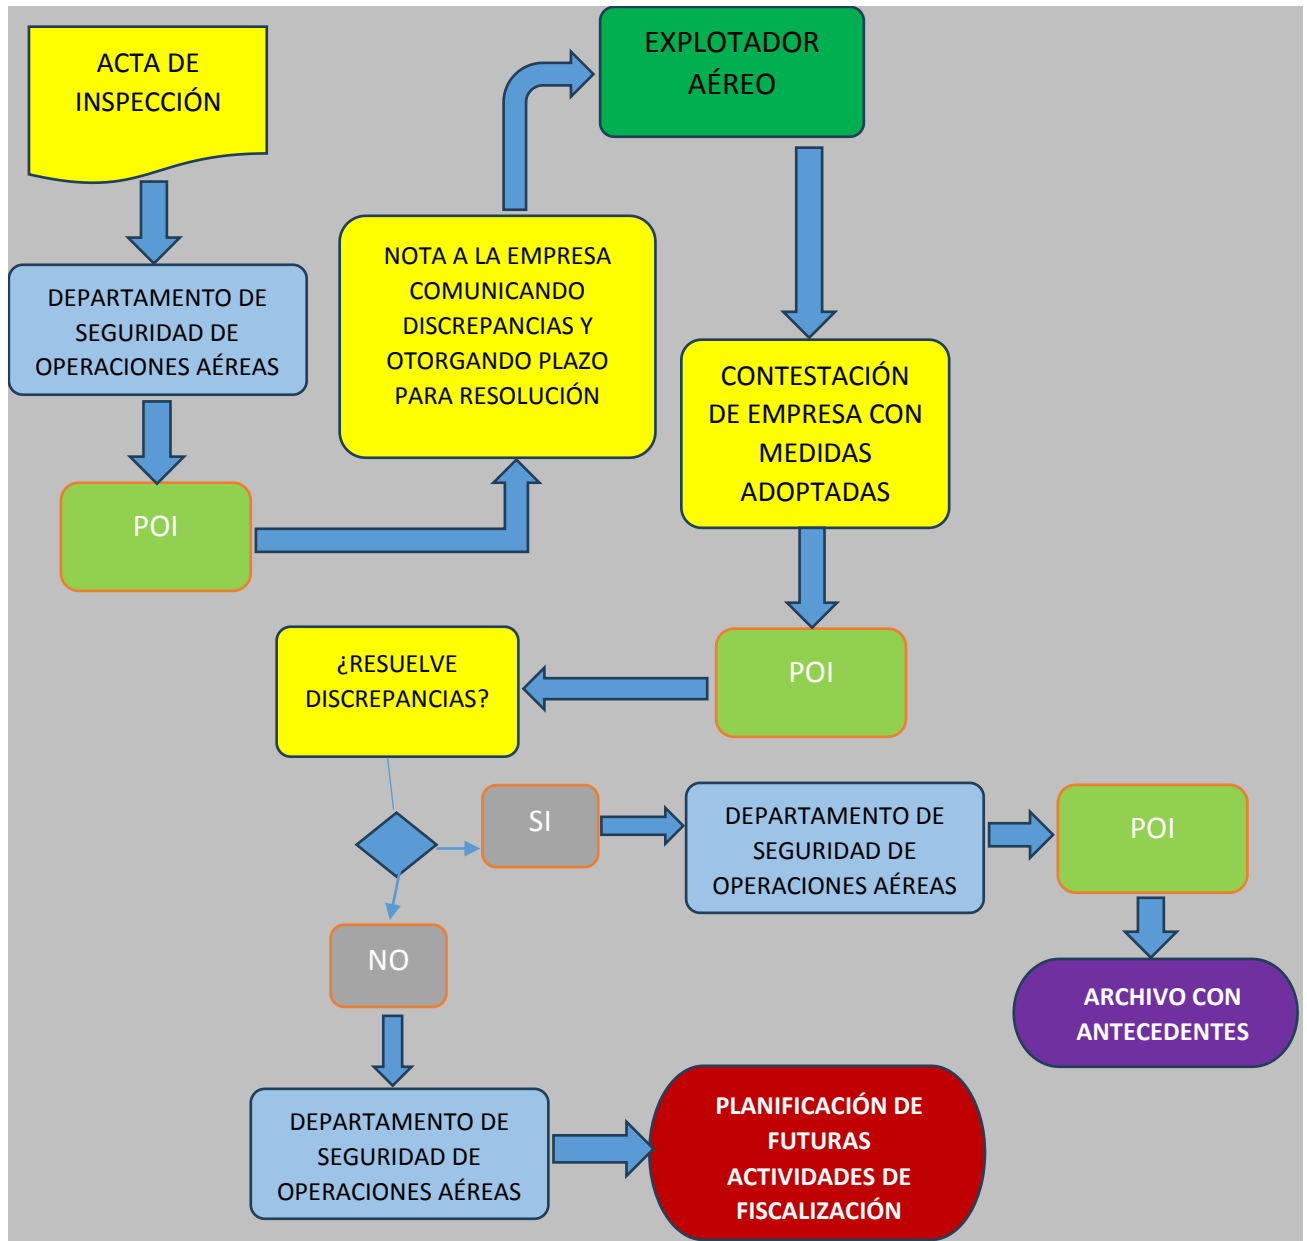 ACTA DE
INSPECCIÓN
DEPARTAMENTO DE
SEGURIDAD DE
OPERACIONES AÉREAS
POI
NOTA A LA EMPRESA
COMUNICANDO
DISCREPANCIAS Y
OTORGANDO PLAZO
PARA RESOLUCIÓN
EXPLOTADOR
AÉREO
CONTESTACIÓN
DE EMPRESA CON
MEDIDAS
ADOPTADAS
POI
¿RESUELVE
DISCREPANCIAS?
SI
DEPARTAMENTO DE
SEGURIDAD DE
OPERACIONES AÉREAS
POI
ARCHIVO CON
ANTECEDENTES
NO
DEPARTAMENTO DE
SEGURIDAD DE
OPERACIONES AÉREAS
PLANIFICACIÓN DE
FUTURAS
ACTIVIDADES DE
FISCALIZACIÓN